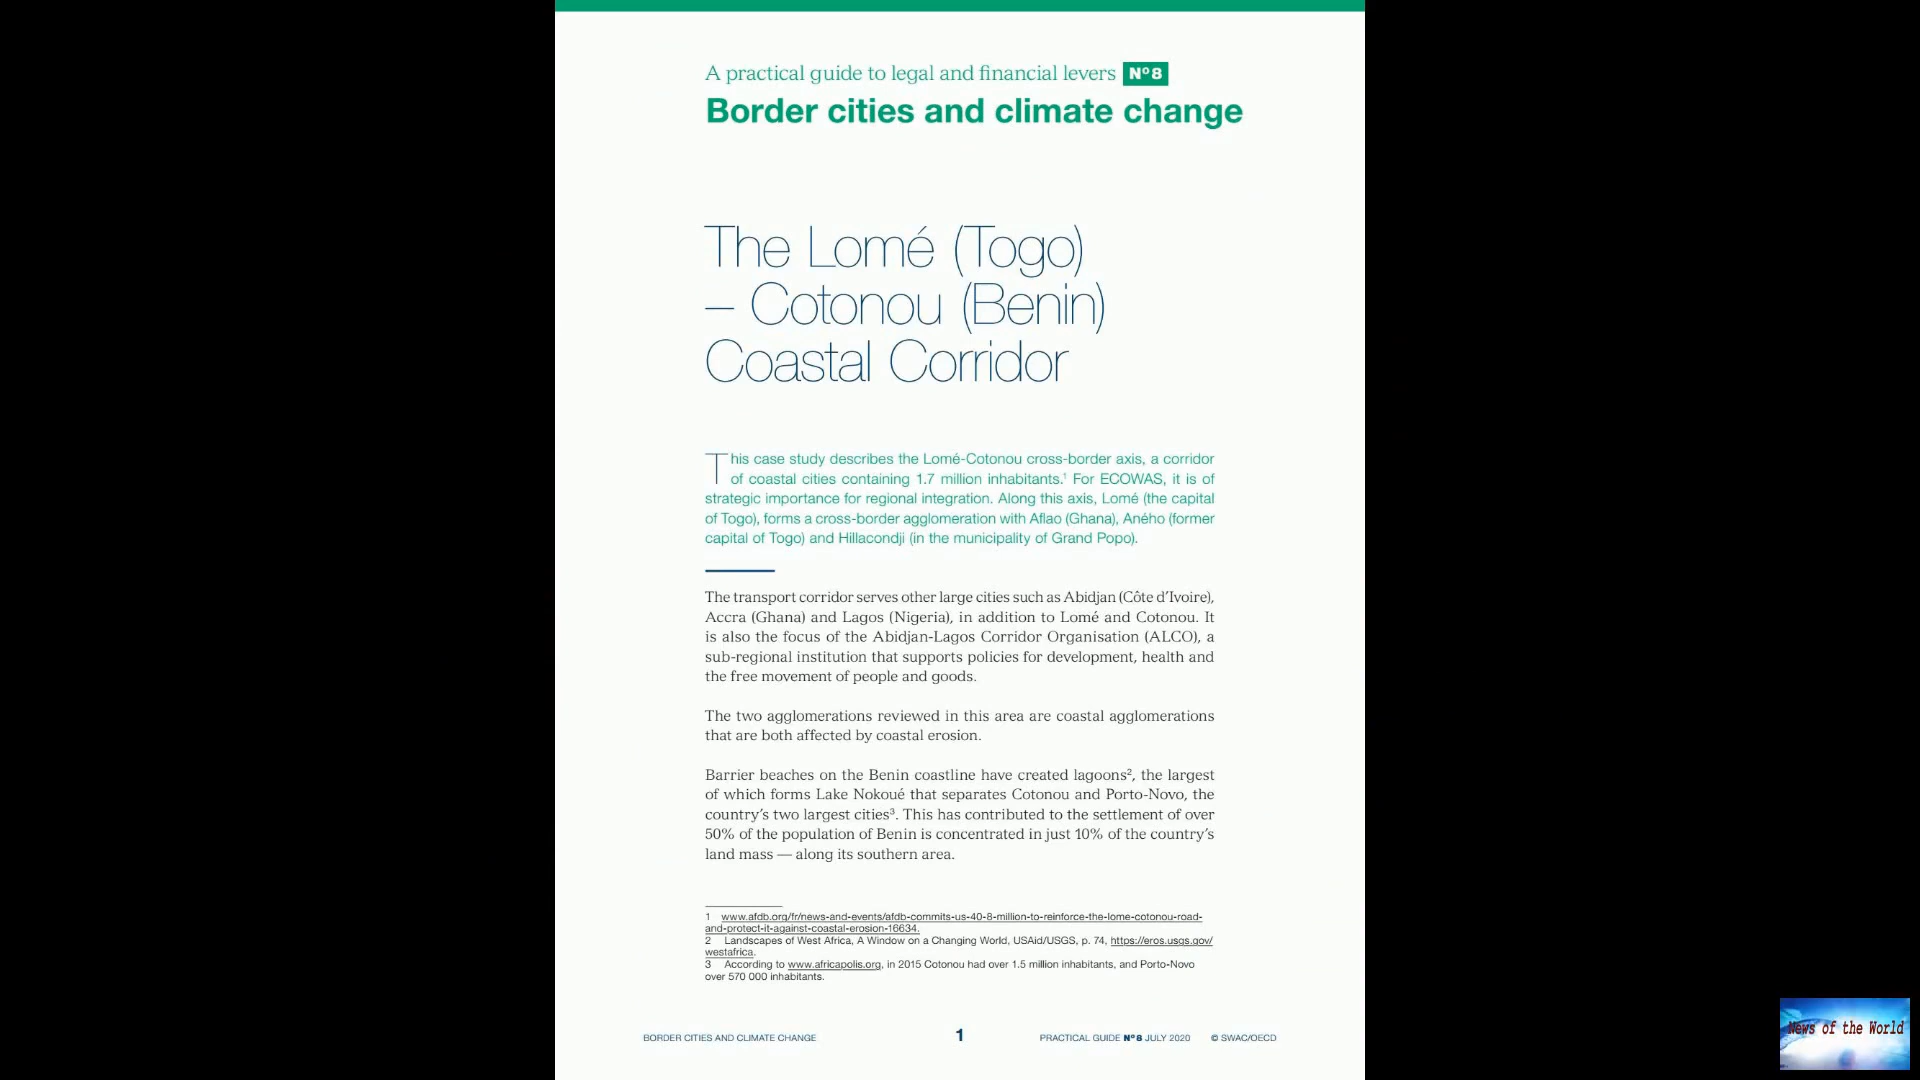 A practical guide to legal and financial levers Nº8
Border cities and climate change
The Lomé (Togo)
– Cotonou (Benin)
Coastal Corridor
This case study describes the Lomé-Cotonou cross-border axis, a corridor
of coastal cities containing 1.7 million inhabitants.¹ For ECOWAS, it is of
strategic importance for regional integration. Along this axis, Lomé (the capital
of Togo), forms a cross-border agglomeration with Aflao (Ghana), Aného (former
capital of Togo) and Hillacondji (in the municipality of Grand Popo).
The transport corridor serves other large cities such as Abidjan (Côte d’Ivoire),
Accra (Ghana) and Lagos (Nigeria), in addition to Lomé and Cotonou. It
is also the focus of the Abidjan-Lagos Corridor Organisation (ALCO), a
sub-regional institution that supports policies for development, health and
the free movement of people and goods.
The two agglomerations reviewed in this area are coastal agglomerations
that are both affected by coastal erosion.
Barrier beaches on the Benin coastline have created lagoons², the largest
of which forms Lake Nokoué that separates Cotonou and Porto-Novo, the
country’s two largest cities³. This has contributed to the settlement of over
50% of the population of Benin is concentrated in just 10% of the country’s
land mass — along its southern area.
1 www.afdb.org/fr/news-and-events/afdb-commits-us-40-8-million-to-reinforce-the-lome-cotonou-road-
and-protect-it-against-coastal-erosion-16634.
2 Landscapes of West Africa, A Window on a Changing World, USAid/USGS, p. 74, https://eros.usgs.gov/
westafrica.
3 According to www.africapolis.org, in 2015 Cotonou had over 1.5 million inhabitants, and Porto-Novo
over 570 000 inhabitants.
BORDER CITIES AND CLIMATE CHANGE 1 PRACTICAL GUIDE Nº8 JULY 2020 © SWAC/OECD
News of the World